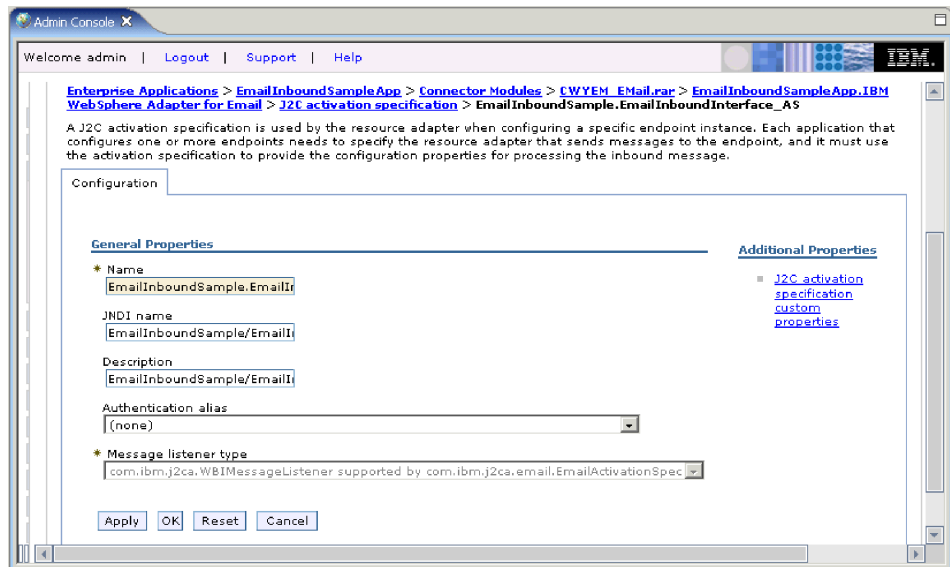 Admin Console
Welcome admin | Logout | Support | Help
IBM.
Enterprise Applications > EmailInboundSampleApp > Connector Modules > CWYEM_EMail.rar > EmailInboundSampleApp.IBM
WebSphere Adapter for Email > J2C activation specification > EmailInboundSample.EmailInboundInterface_AS
A J2C activation specification is used by the resource adapter when configuring a specific endpoint instance. Each application that
configures one or more endpoints needs to specify the resource adapter that sends messages to the endpoint, and it must use
the activation specification to provide the configuration properties for processing the inbound message.
Configuration
General Properties
* Name
EmailInboundSample.EmailI
JNDI name
EmailInboundSample/EmailI
Description
EmailInboundSample/EmailI
Authentication alias
(none)
* Message listener type
com.ibm.j2ca.WBIMessageListener supported by com.ibm.j2ca.email.EmailActivationSpec
Apply OK Reset Cancel
Additional Properties
J2C activation
specification
custom
properties